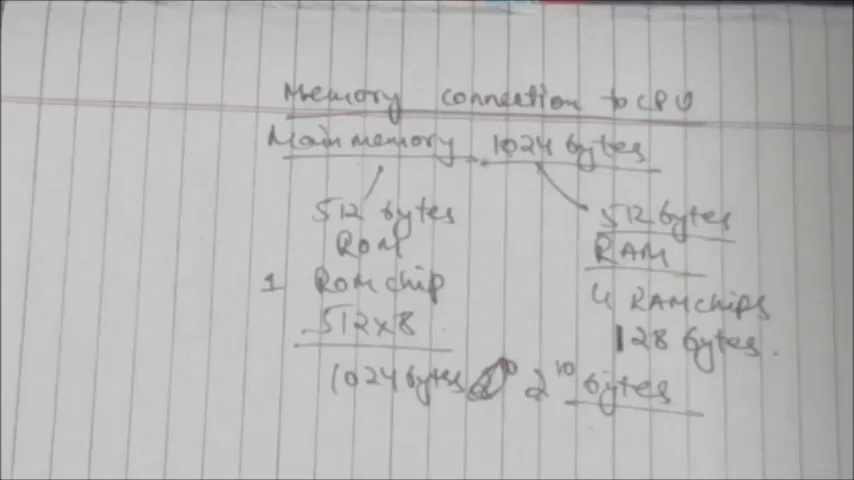 Memory connection to CPU
Main memory 1024 bytes
512 bytes
ROM
1 ROM chip
512x8
512 bytes
RAM
4 RAM chips
128 bytes.
1024 bytes 2^10 bytes